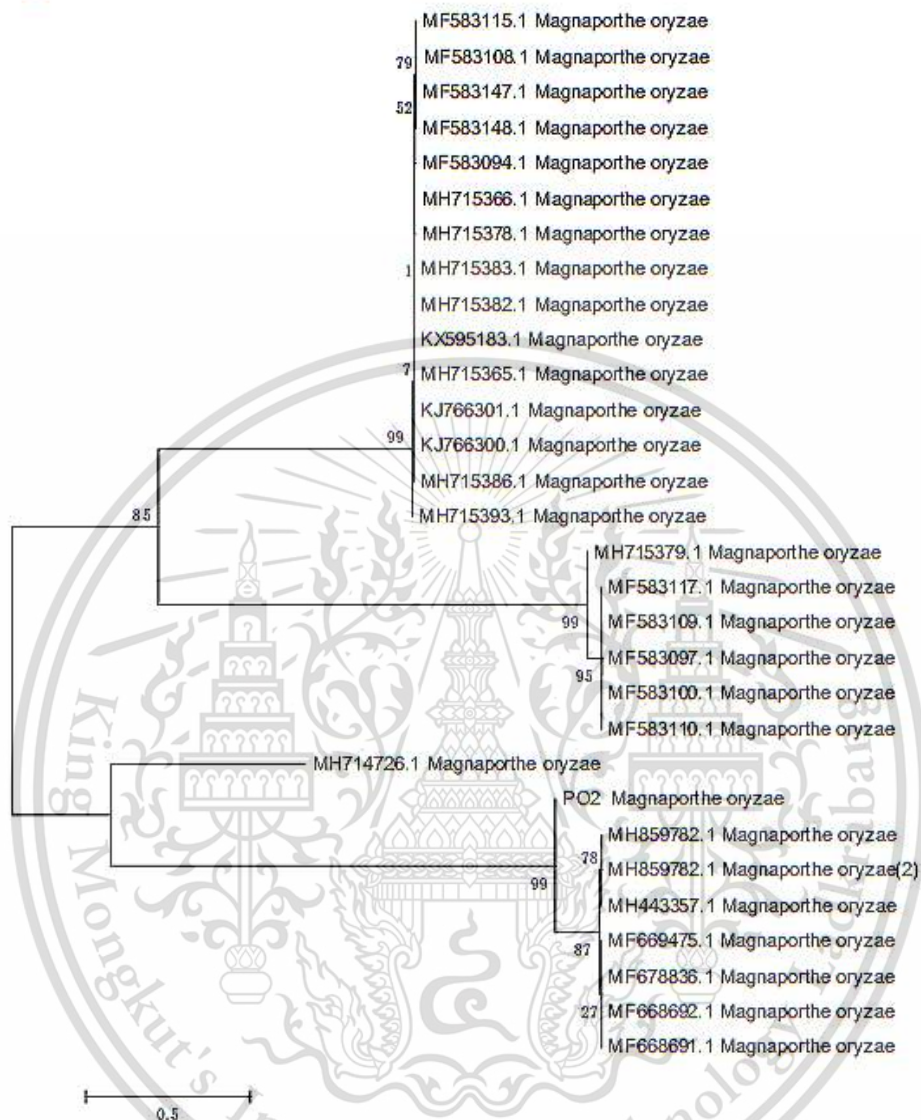 MF583115.1 Magnaporthe oryzae
79
MF583108.1 Magnaporthe oryzae
MF583147.1 Magnaporthe oryzae
52
MF583148.1 Magnaporthe oryzae
MF583094.1 Magnaporthe oryzae
MH715366.1 Magnaporthe oryzae
MH715378.1 Magnaporthe oryzae
1
MH715383.1 Magnaporthe oryzae
MH715382.1 Magnaporthe oryzae
KX595183.1 Magnaporthe oryzae
7
MH715365.1 Magnaporthe oryzae
KJ766301.1 Magnaporthe oryzae
99
KJ766300.1 Magnaporthe oryzae
MH715386.1 Magnaporthe oryzae
MH715393.1 Magnaporthe oryzae
85
MH715379.1 Magnaporthe oryzae
MF583117.1 Magnaporthe oryzae
99
MF583109.1 Magnaporthe oryzae
MF583097.1 Magnaporthe oryzae
95
MF583100.1 Magnaporthe oryzae
MF583110.1 Magnaporthe oryzae
MH714726.1 Magnaporthe oryzae
PO2 Magnaporthe oryzae
MH859782.1 Magnaporthe oryzae
78
MH859782.1 Magnaporthe oryzae(2)
99
MH443357.1 Magnaporthe oryzae
MF669475.1 Magnaporthe oryzae
87
MF678836.1 Magnaporthe oryzae
27
MF668692.1 Magnaporthe oryzae
MF668691.1 Magnaporthe oryzae
0.5
King Mongkut's